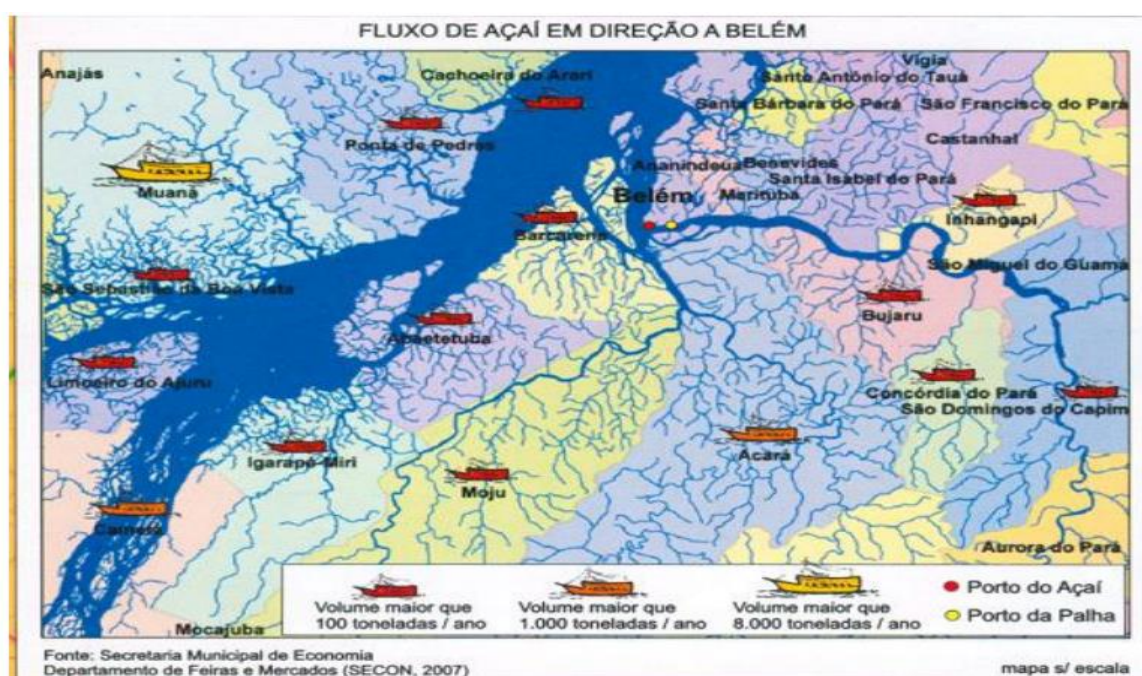 FLUXO DE AÇAÍ EM DIREÇÃO A BELÉM
Anajás
Cachoeira do Arari
Vigia
Santo Antônio do Tauá
Santa Bárbara do Pará
São Francisco do Pará
Ponta de Pedras
Castanhal
Muaná
Ananindeua
Benevides
Santa Isabel do Pará
Belém
Marituba
Barcarena
Inhangapi
São Miguel do Guamá
São Sebastião da Boa Vista
Bujaru
Abaetetuba
Limoeiro do Ajuru
Concórdia do Pará
São Domingos do Capim
Igarapé-Miri
Acará
Moju
Cametá
Aurora do Pará
Mocajuba
Volume maior que
100 toneladas / ano
Volume maior que
1.000 toneladas / ano
Volume maior que
8.000 toneladas / ano
Porto do Açaí
Porto da Palha
Fonte: Secretaria Municipal de Economia
Departamento de Feiras e Mercados (SECON, 2007)
mapa s/ escala